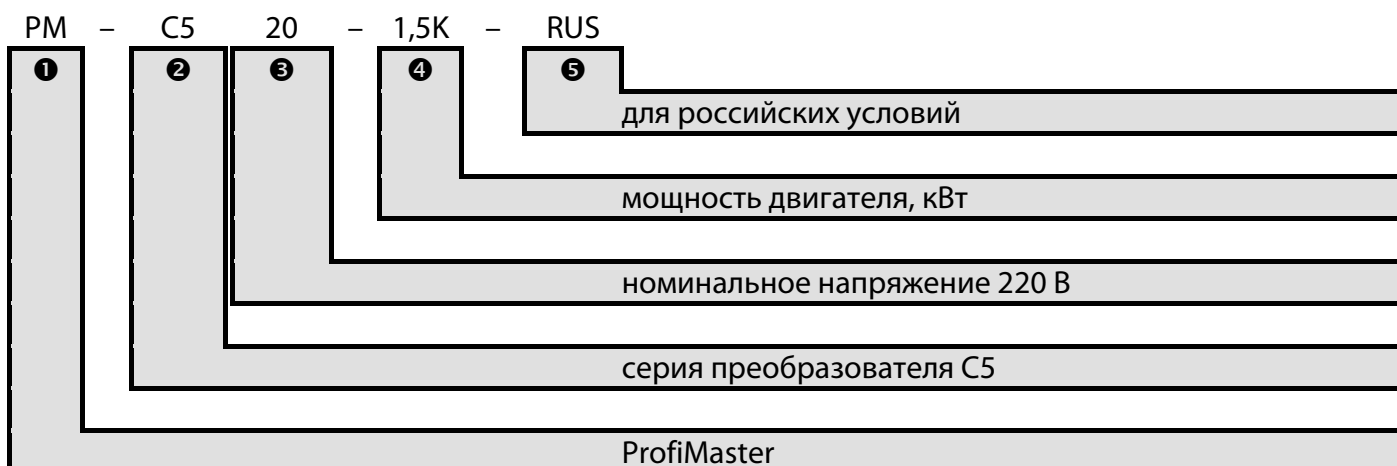 PM – C5 20 – 1,5K – RUS
❶ ❷ ❸ ❹ ❺
для российских условий
мощность двигателя, кВт
номинальное напряжение 220 В
серия преобразователя C5
ProfiMaster